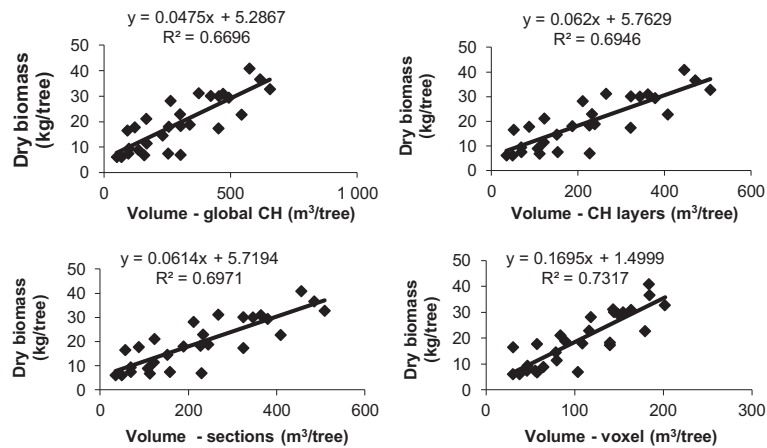 y = 0.0475x + 5.2867
R² = 0.6696
Dry biomass
(kg/tree)
50
40
30
20
10
0
0 500 1 000
Volume - global CH (m³/tree)
y = 0.062x + 5.7629
R² = 0.6946
Dry biomass
(kg/tree)
50
40
30
20
10
0
0 200 400 600
Volume - CH layers (m³/tree)
y = 0.0614x + 5.7194
R² = 0.6971
Dry biomass
(kg/tree)
50
40
30
20
10
0
0 200 400 600
Volume - sections (m³/tree)
y = 0.1695x + 1.4999
R² = 0.7317
Dry biomass
(kg/tree)
50
40
30
20
10
0
0 100 200 300
Volume - voxel (m³/tree)